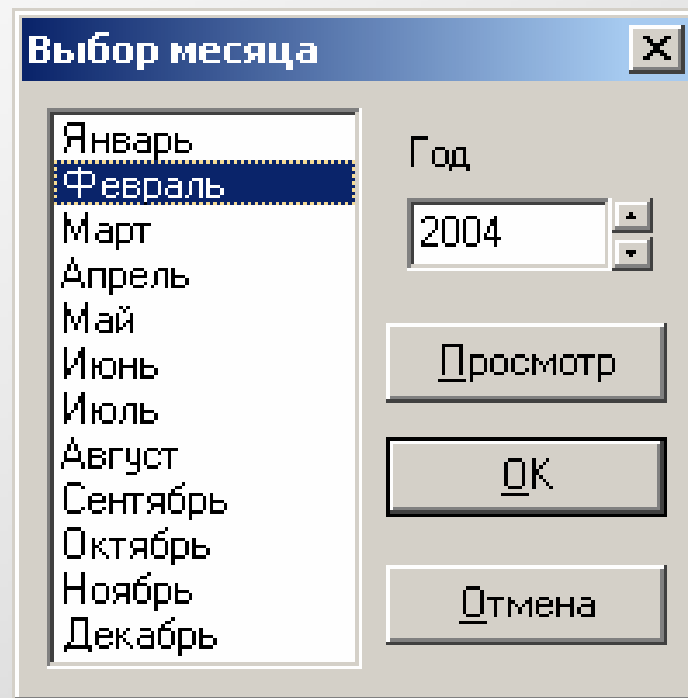 Выбор месяца
Январь
Февраль
Март
Апрель
Май
Июнь
Июль
Август
Сентябрь
Октябрь
Ноябрь
Декабрь
Год
2004
Просмотр
OK
Отмена